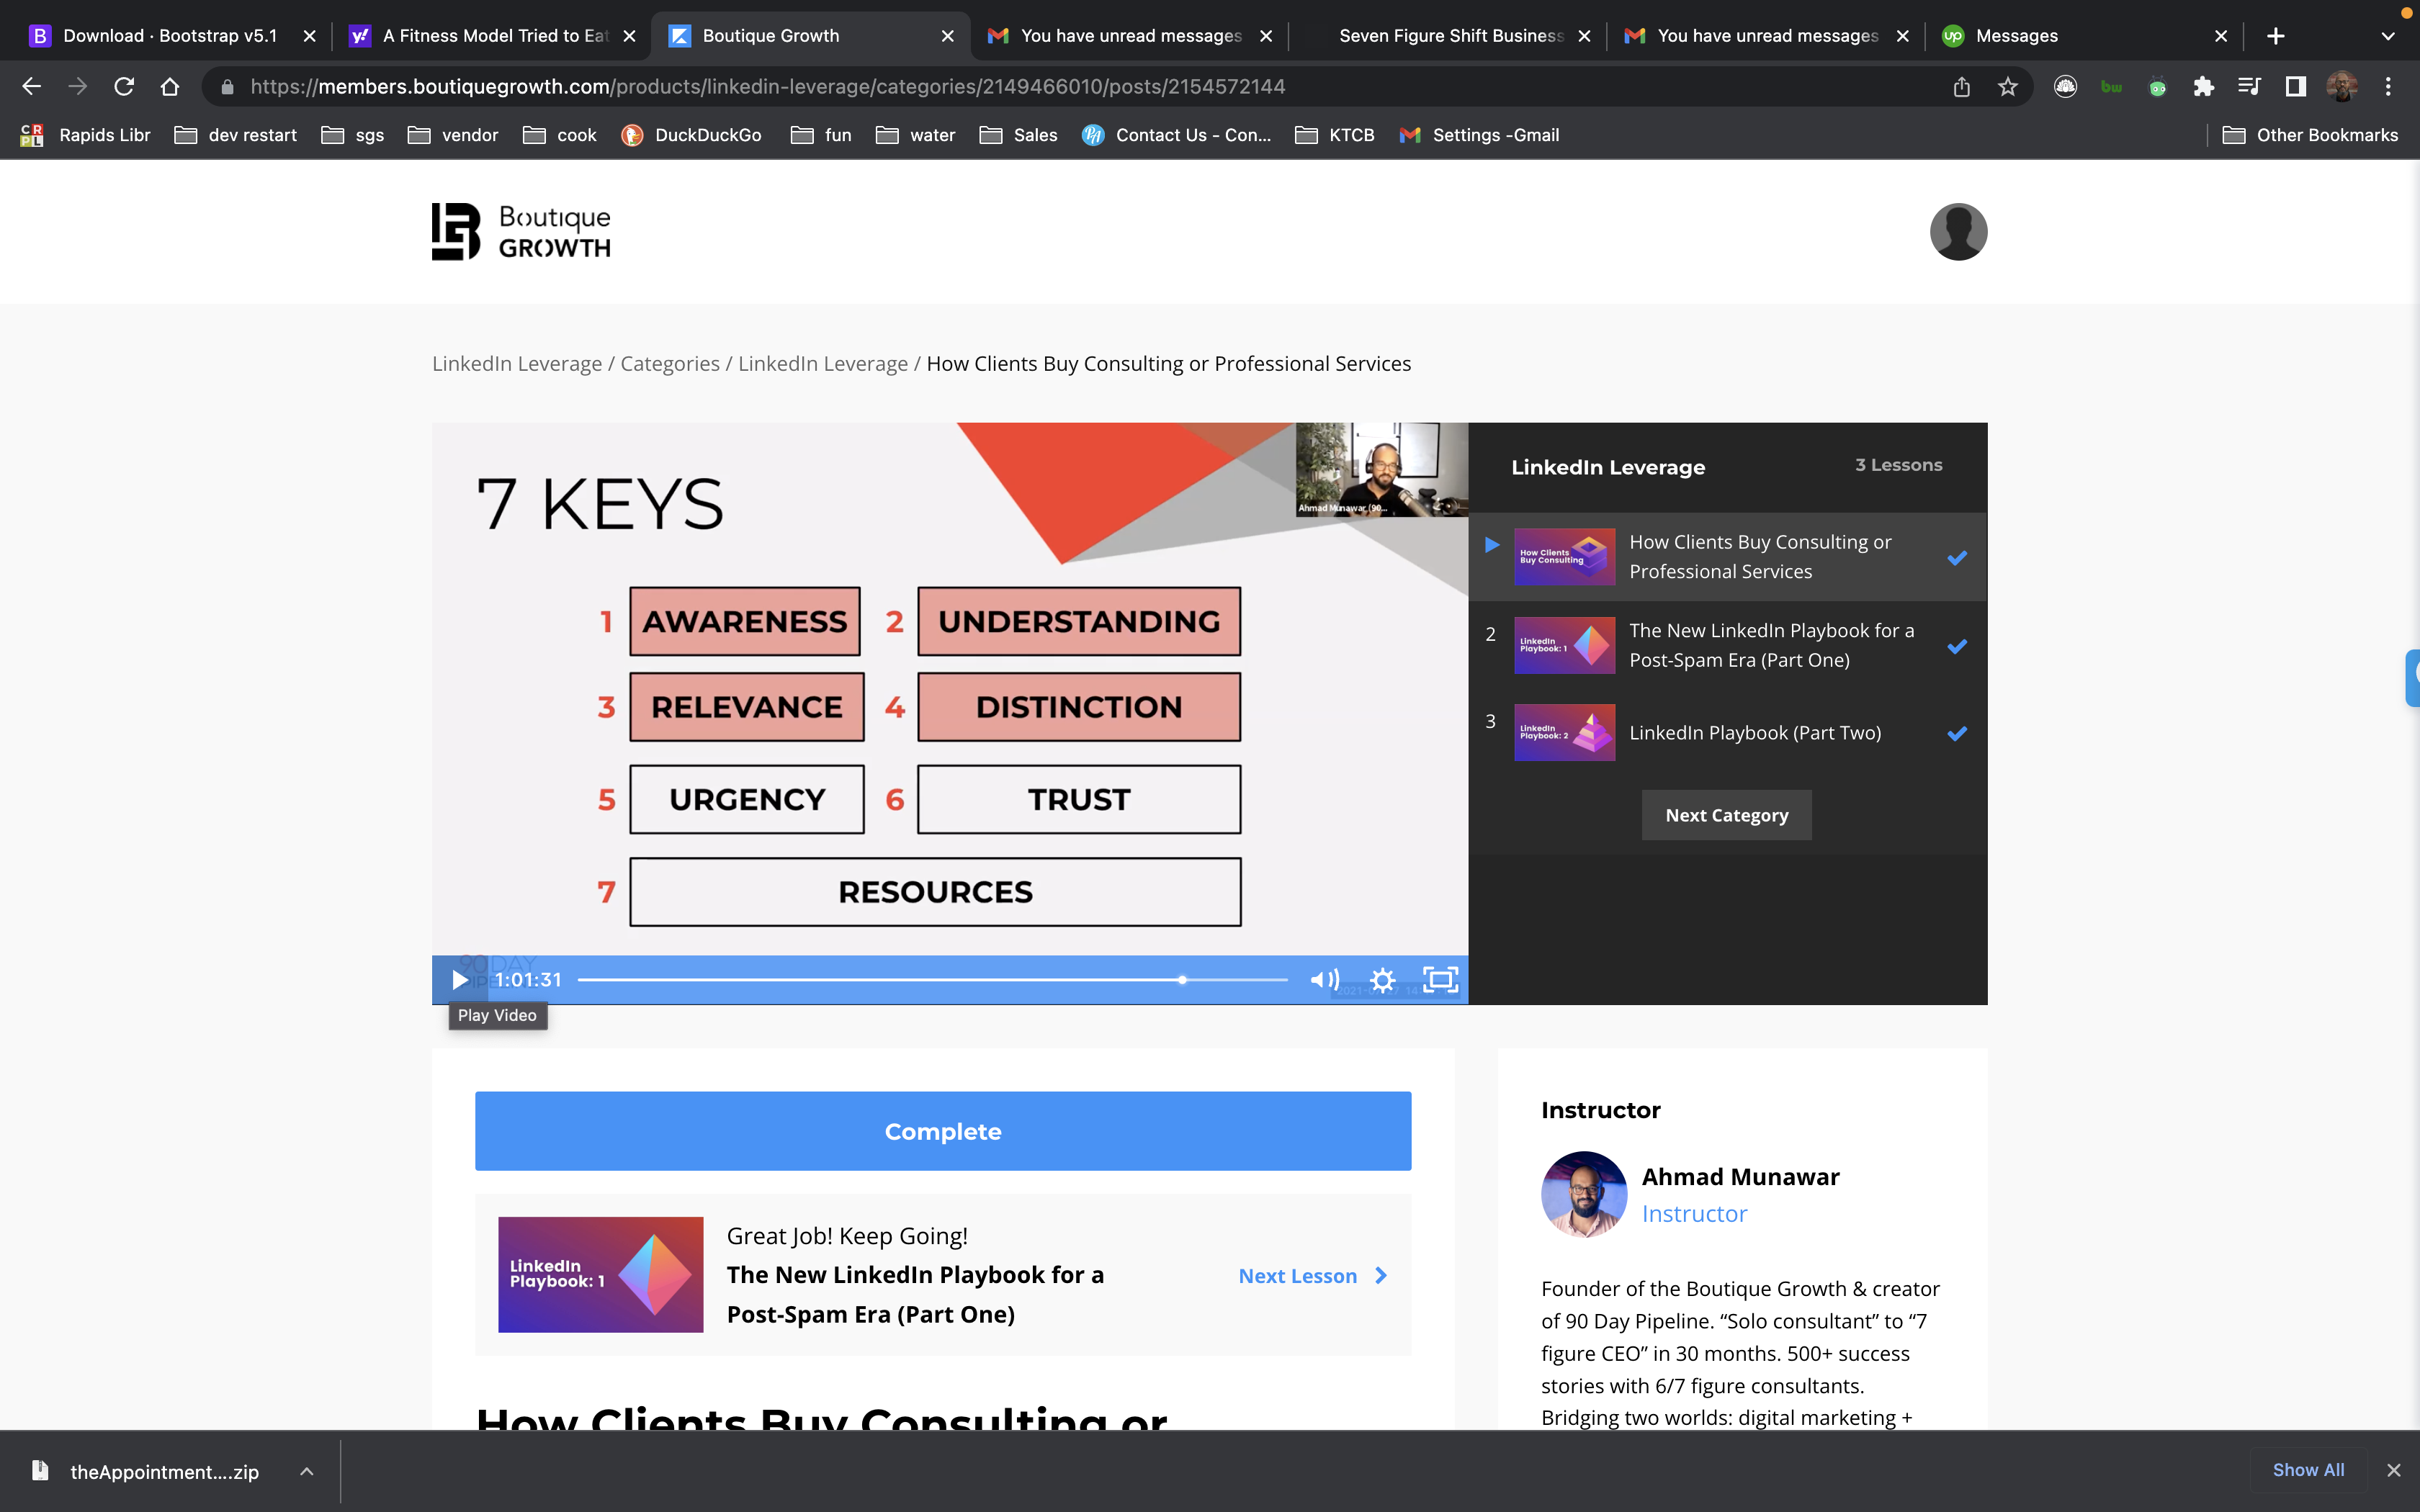 Download · Bootstrap v5.1
A Fitness Model Tried to Eat
Boutique Growth
You have unread messages
Seven Figure Shift Business
You have unread messages
Messages
https://members.boutiquegrowth.com/products/linkedin-leverage/categories/2149466010/posts/2154572144
Rapids Libr
dev restart
sgs
vendor
cook
DuckDuckGo
fun
water
Sales
Contact Us - Con...
KTCB
Settings -Gmail
Other Bookmarks
Boutique
GROWTH
LinkedIn Leverage / Categories / LinkedIn Leverage / How Clients Buy Consulting or Professional Services
7 KEYS
Ahmad Munawar (90...
1 AWARENESS
2 UNDERSTANDING
3 RELEVANCE
4 DISTINCTION
5 URGENCY
6 TRUST
7 RESOURCES
90 DAY
1:01:31
Play Video
LinkedIn Leverage
3 Lessons
How Clients
Buy Consulting
How Clients Buy Consulting or
Professional Services
2
LinkedIn
Playbook: 1
The New LinkedIn Playbook for a
Post-Spam Era (Part One)
3
LinkedIn
Playbook: 2
LinkedIn Playbook (Part Two)
Next Category
Complete
LinkedIn
Playbook: 1
Great Job! Keep Going!
The New LinkedIn Playbook for a
Post-Spam Era (Part One)
Next Lesson
How Clients Buy Consulting or
Instructor
Ahmad Munawar
Instructor
Founder of the Boutique Growth & creator
of 90 Day Pipeline. “Solo consultant” to “7
figure CEO” in 30 months. 500+ success
stories with 6/7 figure consultants.
Bridging two worlds: digital marketing +
theAppointment....zip
Show All